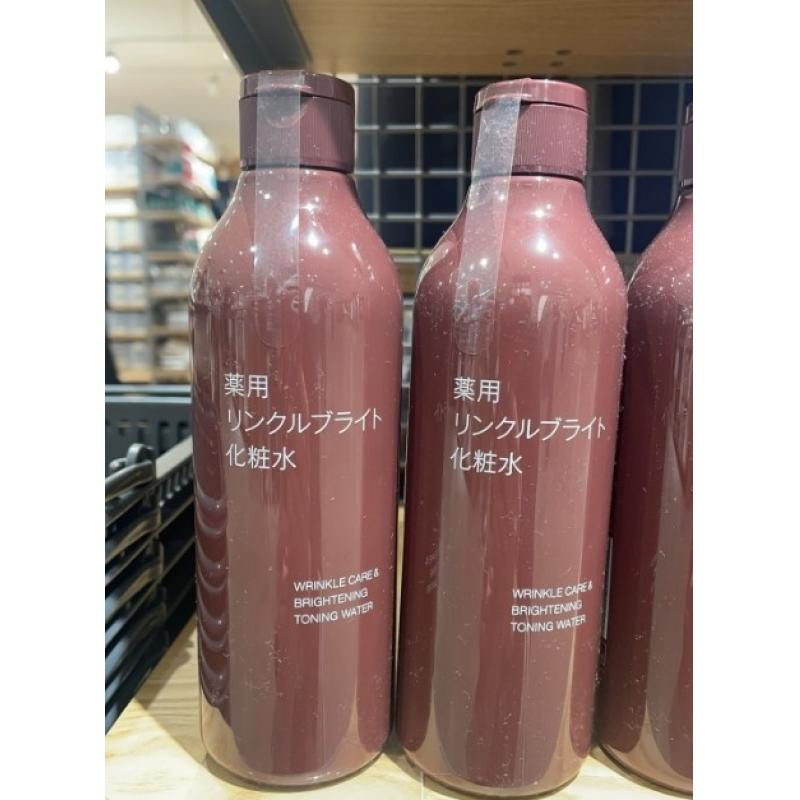 薬用
リンクルブライト
化粧水
WRINKLE CARE &
BRIGHTENING
TONING WATER
薬用
リンクルブライト
化粧水
WRINKLE CARE &
BRIGHTENING
TONING WATER